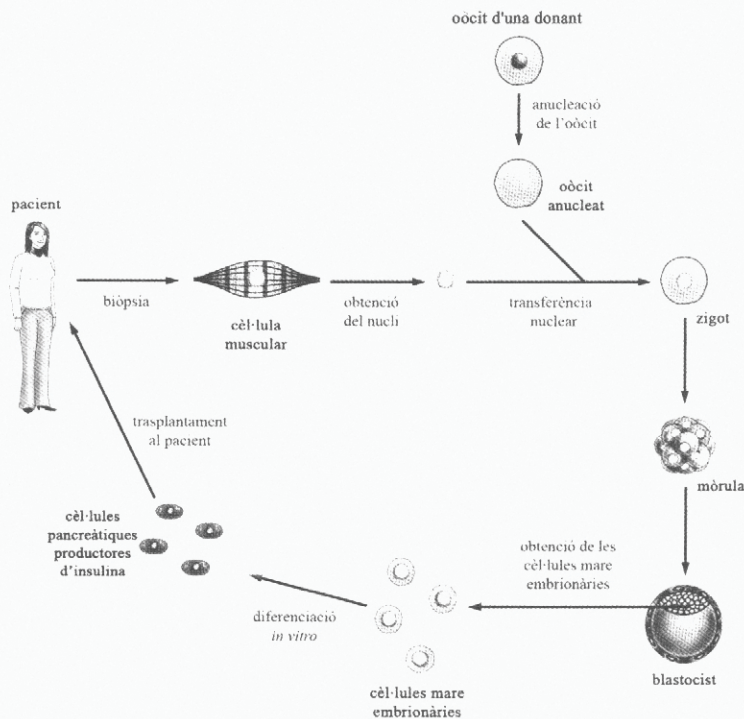 oòcit d'una donant
anucleació
de l'oòcit
oòcit
anucleat
pacient
biòpsia
cèl·lula
muscular
obtenció
del nucli
transferència
nuclear
zigot
trasplantament
al pacient
mòrula
cèl·lules
pancreàtiques
productores
d'insulina
obtenció de les
cèl·lules mare
embrionàries
diferenciació
in vitro
cèl·lules mare
embrionàries
blastocist